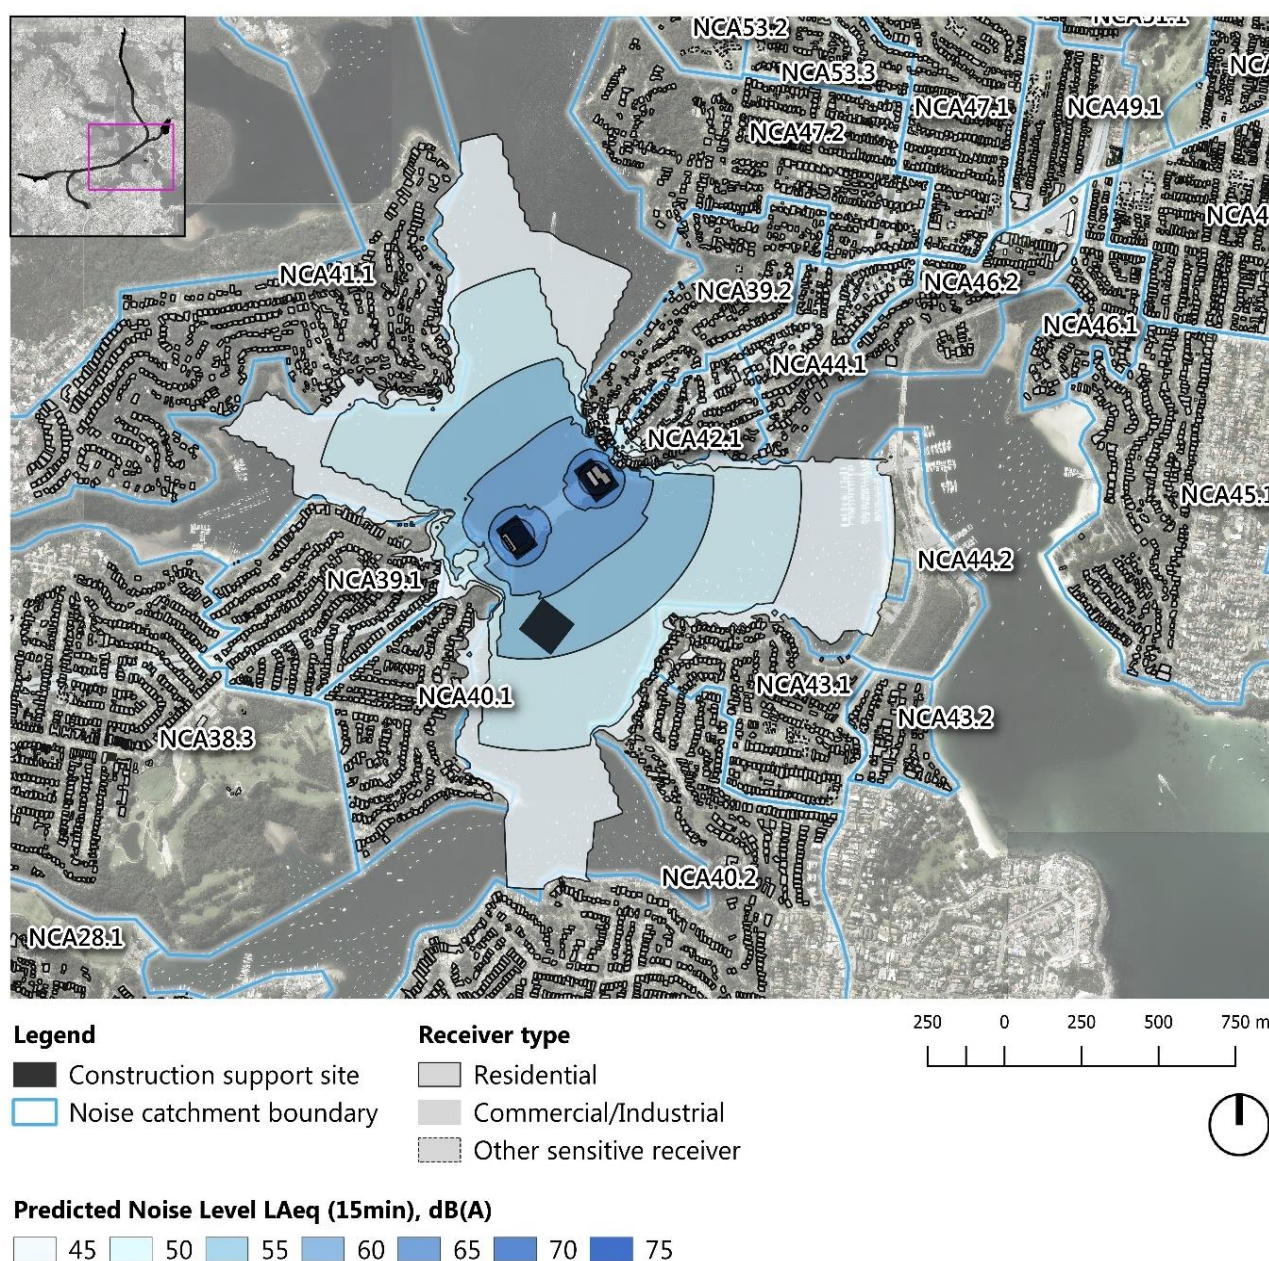 NCA51.1
NCA53.2
NCA53.3
NCA47.1
NCA49.1
NCA47.2
NCA41.1
NCA39.2
NCA46.2
NCA46.1
NCA44.1
NCA42.1
NCA45.1
NCA44.2
NCA39.1
NCA43.1
NCA40.1
NCA43.2
NCA38.3
NCA40.2
NCA28.1
250 0 250 500 750 m
Legend
Construction support site
Noise catchment boundary
Receiver type
Residential
Commercial/Industrial
Other sensitive receiver
Predicted Noise Level LAeq (15min), dB(A)
45 50 55 60 65 70 75